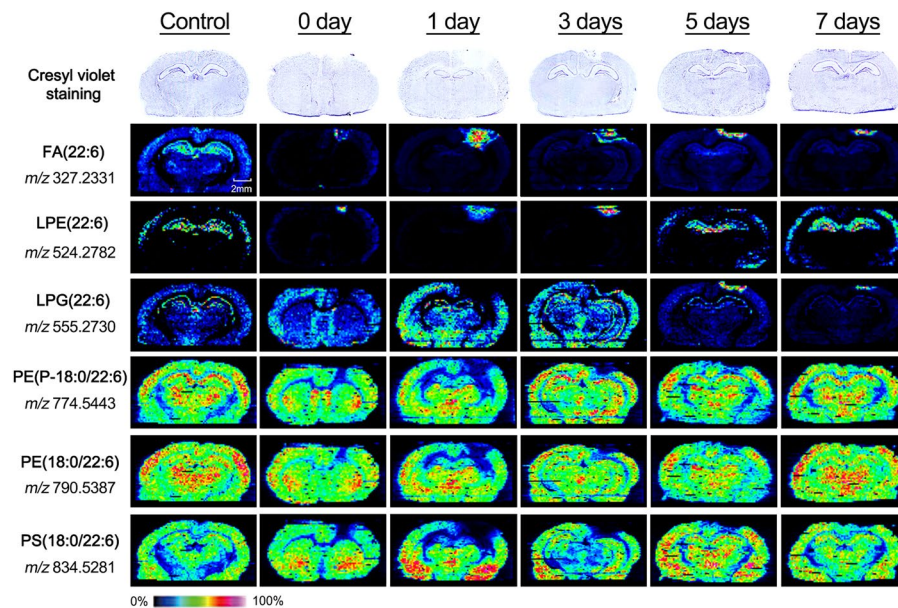 Control 0 day 1 day 3 days 5 days 7 days
Cresyl violet
staining
FA(22:6)
m/z 327.2331
2mm
LPE(22:6)
m/z 524.2782
LPG(22:6)
m/z 555.2730
PE(P-18:0/22:6)
m/z 774.5443
PE(18:0/22:6)
m/z 790.5387
PS(18:0/22:6)
m/z 834.5281
0% 100%